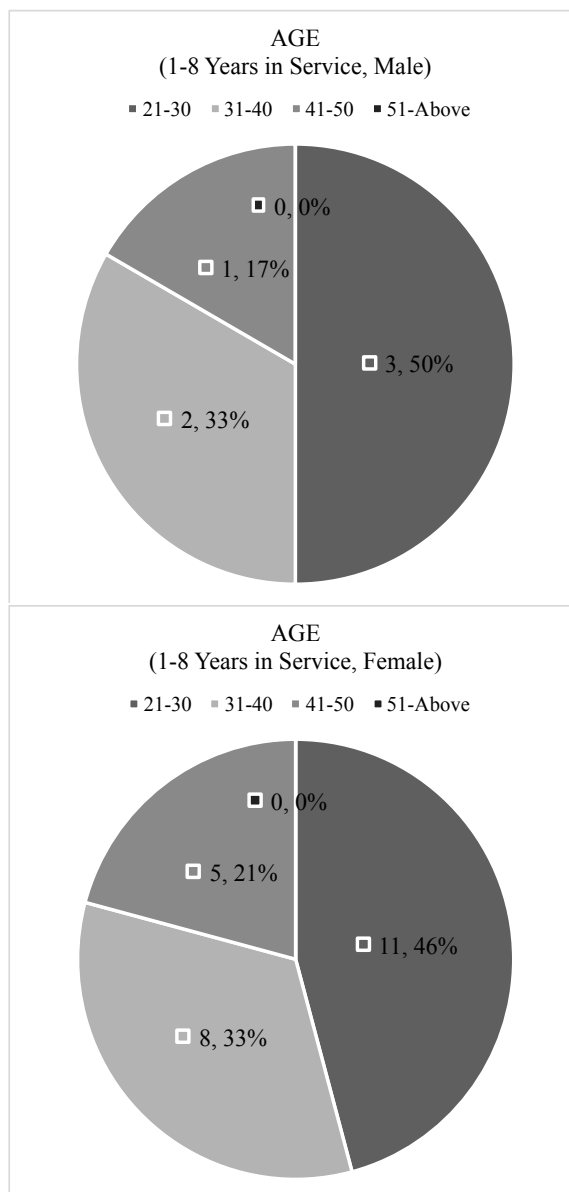 AGE
(1-8 Years in Service, Male)
21-30 31-40 41-50 51-Above
0, 0%
1, 17%
3, 50%
2, 33%
AGE
(1-8 Years in Service, Female)
21-30 31-40 41-50 51-Above
0, 0%
5, 21%
11, 46%
8, 33%